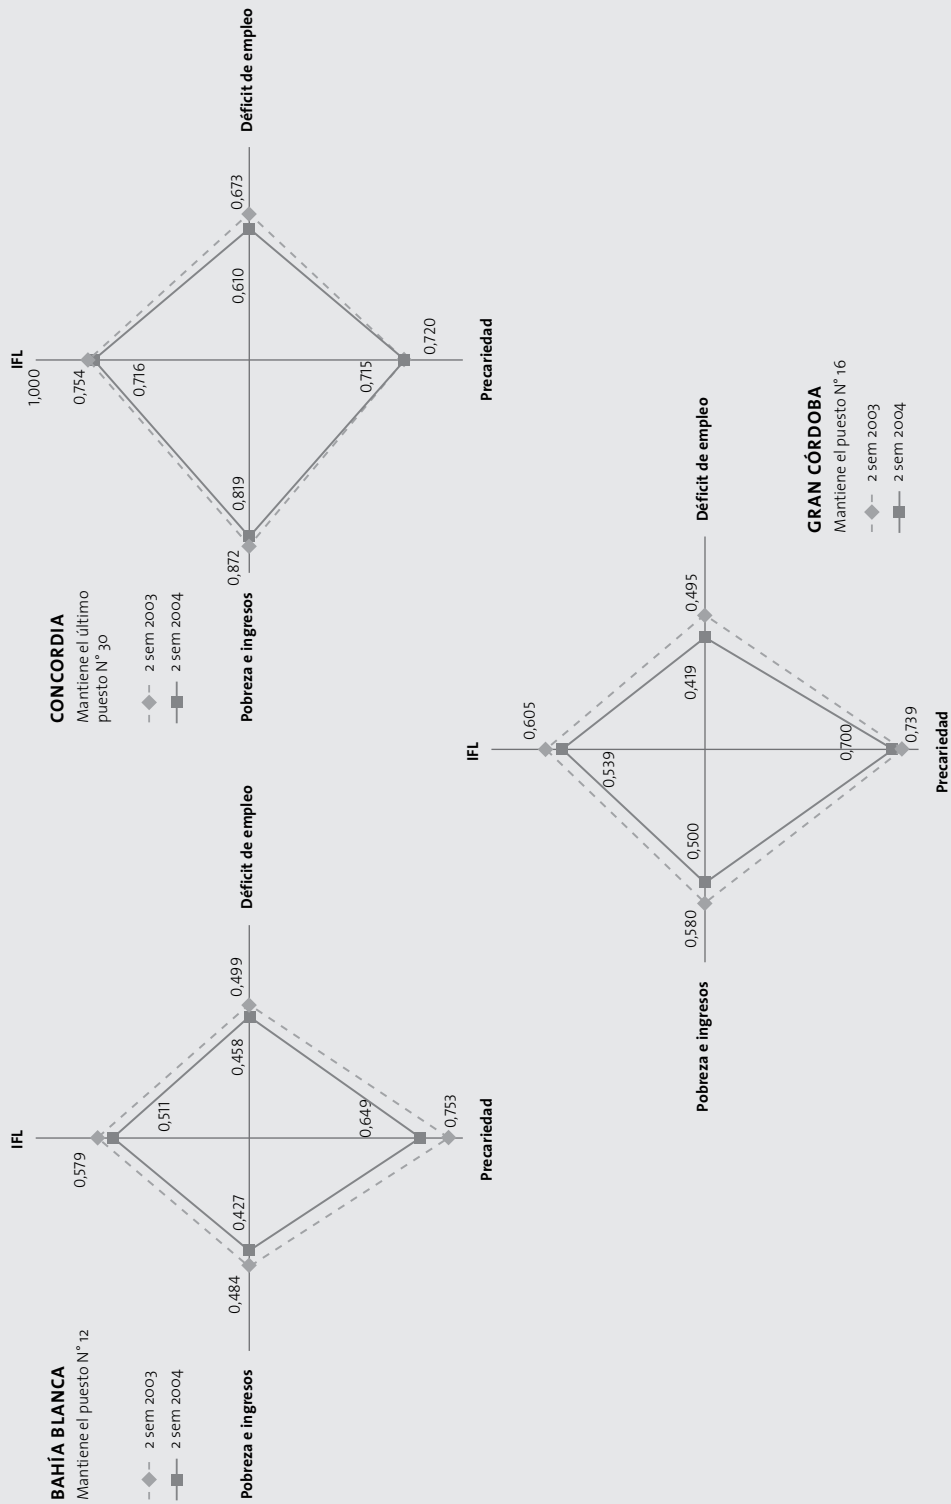 BAHÍA BLANCA
Mantiene el puesto N° 12
2 sem 2003
2 sem 2004
IFL
0,579
0,511
Déficit de empleo
0,499
0,458
Pobreza e ingresos
0,484
0,427
0,649
0,753
Precariedad
CONCORDIA
Mantiene el último
puesto N° 30
2 sem 2003
2 sem 2004
IFL
1,000
0,754
0,716
Déficit de empleo
0,673
0,610
Pobreza e ingresos
0,872
0,819
0,715
0,720
Precariedad
GRAN CÓRDOBA
Mantiene el puesto N° 16
2 sem 2003
2 sem 2004
IFL
0,605
0,539
Déficit de empleo
0,495
0,419
Pobreza e ingresos
0,580
0,500
0,700
0,739
Precariedad